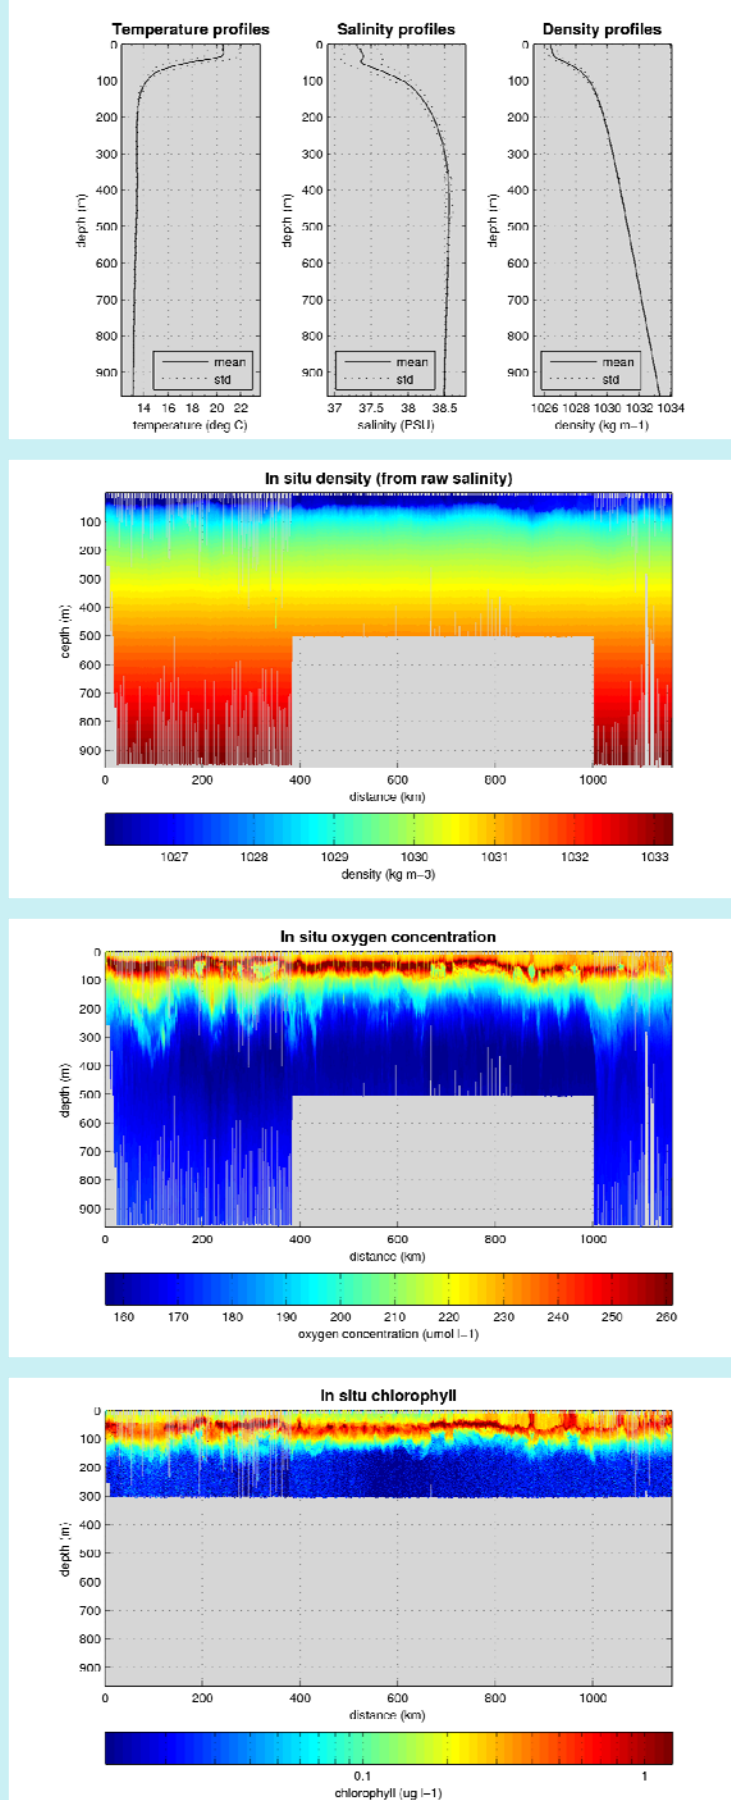 Temperature profiles Salinity profiles Density profiles
0 0 0
100 100 100
200 200 200
300 300 300
400 400 400
500 500 500
600 600 600
700 700 700
800 800 800
900 900 900
depth (m) depth (m) depth (m)
mean mean mean
std std std
14 16 18 20 22 37 37.5 38 38.5 1026 1028 1030 1032 1034
temperature (deg C) salinity (PSU) density (kg m−1)
In situ density (from raw salinity)
100
200
300
400
500
600
700
800
900
depth (m)
0 200 400 600 800 1000
distance (km)
1027 1028 1029 1030 1031 1032 1033
density (kg m−3)
In situ oxygen concentration
0
100
200
300
400
500
600
700
800
900
depth (m)
0 200 400 600 800 1000
distance (km)
160 170 180 190 200 210 220 230 240 250 260
oxygen concentration (umol l−1)
In situ chlorophyll
0
100
200
300
400
500
600
700
800
900
depth (m)
0 200 400 600 800 1000
distance (km)
0.1 1
chlorophyll (ug l−1)